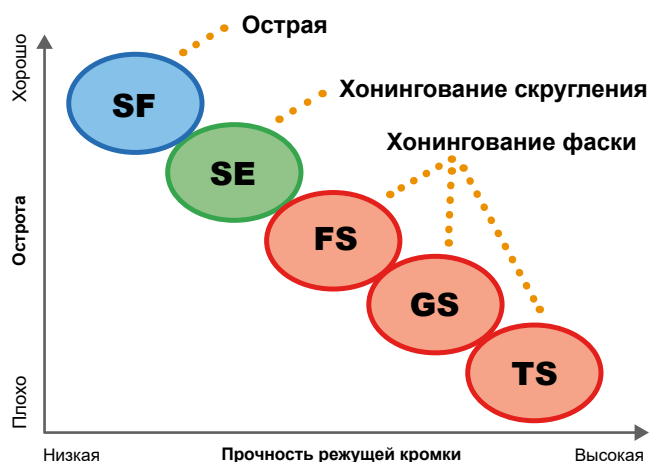 Острая
Хорошо
Хонингование скругления
SF
Хонингование фаски
SE
Острота
FS
GS
TS
Плохо
Низкая
Прочность режущей кромки
Высокая